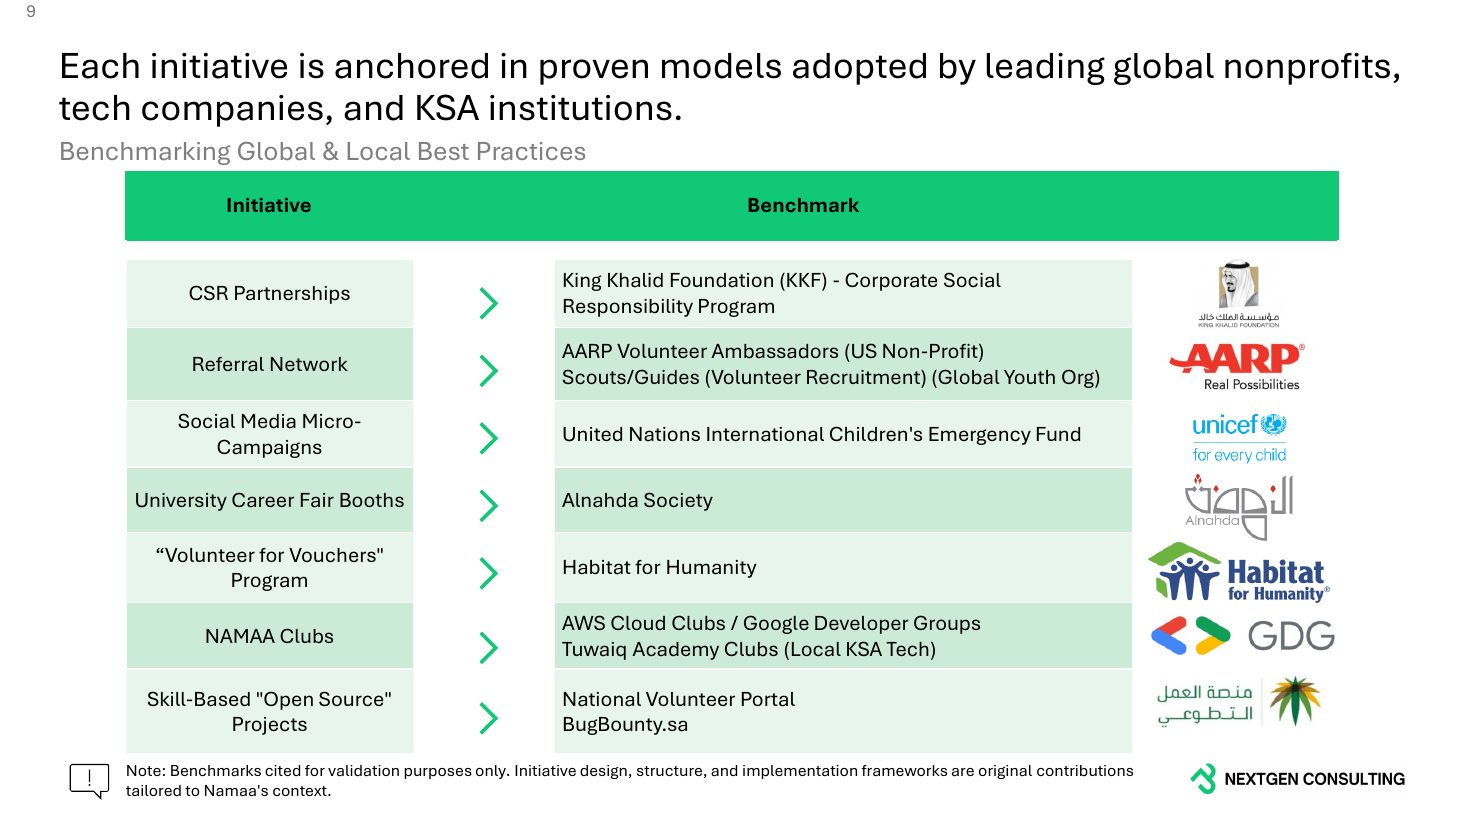 9
Each initiative is anchored in proven models adopted by leading global nonprofits,
tech companies, and KSA institutions.
Benchmarking Global & Local Best Practices
Initiative
Benchmark
CSR Partnerships
King Khalid Foundation (KKF) - Corporate Social
Responsibility Program
مؤسسة الملك خالد
KING KHALID FOUNDATION
Referral Network
AARP Volunteer Ambassadors (US Non-Profit)
Scouts/Guides (Volunteer Recruitment) (Global Youth Org)
AARP®
Real Possibilities
Social Media Micro-
Campaigns
United Nations International Children's Emergency Fund
unicef
for every child
University Career Fair Booths
Alnahda Society
النهضة
Alnahda
“Volunteer for Vouchers"
Program
Habitat for Humanity
Habitat
for Humanity®
NAMAA Clubs
AWS Cloud Clubs / Google Developer Groups
Tuwaiq Academy Clubs (Local KSA Tech)
GDG
Skill-Based "Open Source"
Projects
National Volunteer Portal
BugBounty.sa
منصة العمل
التطوعي
Note: Benchmarks cited for validation purposes only. Initiative design, structure, and implementation frameworks are original contributions
tailored to Namaa's context.
NEXTGEN CONSULTING